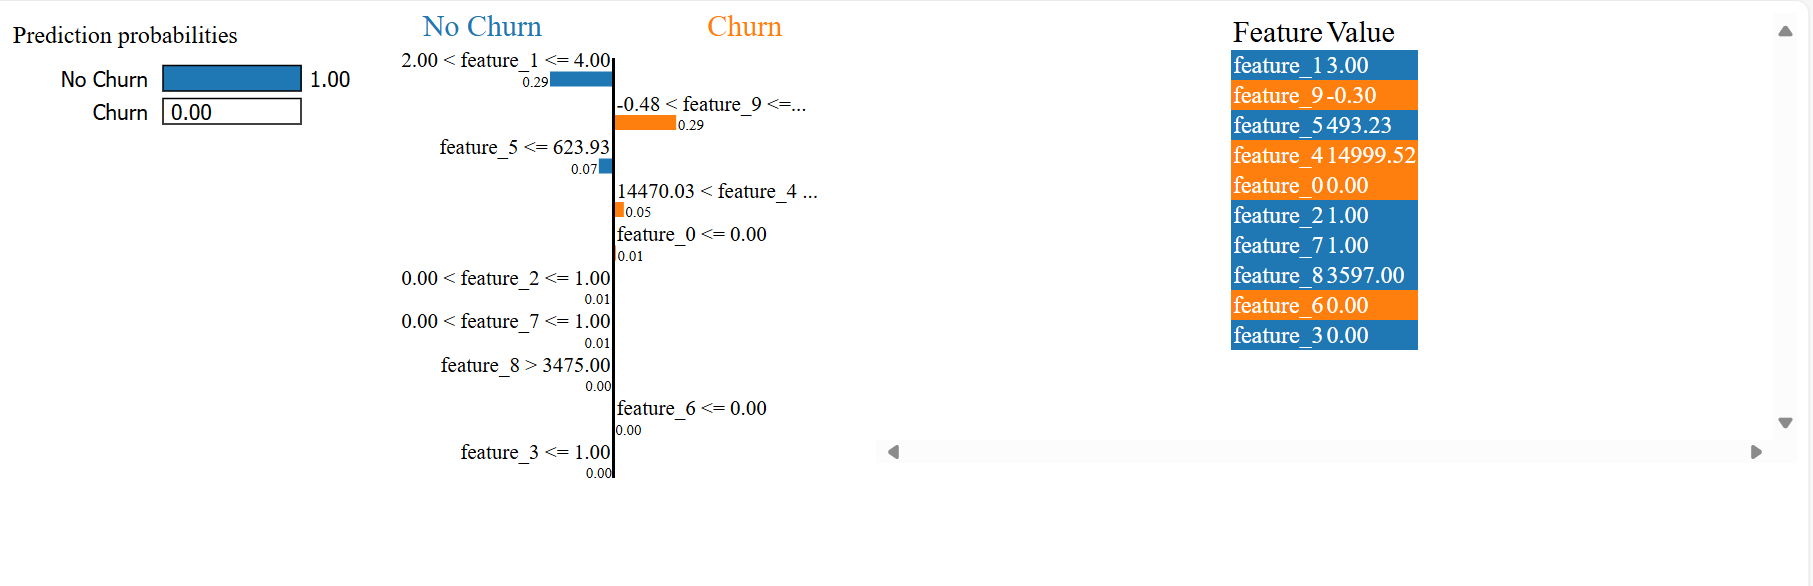 Prediction probabilities
No Churn 1.00
Churn 0.00
No Churn Churn
2.00 < feature_1 <= 4.00
0.29
-0.48 < feature_9 <=...
0.29
feature_5 <= 623.93
0.07
14470.03 < feature_4 ...
0.05
feature_0 <= 0.00
0.01
0.00 < feature_2 <= 1.00
0.01
0.00 < feature_7 <= 1.00
0.01
feature_8 > 3475.00
0.00
feature_6 <= 0.00
0.00
feature_3 <= 1.00
0.00
Feature Value
feature_1 3.00
feature_9 -0.30
feature_5 493.23
feature_4 14999.52
feature_0 0.00
feature_2 1.00
feature_7 1.00
feature_8 3597.00
feature_6 0.00
feature_3 0.00